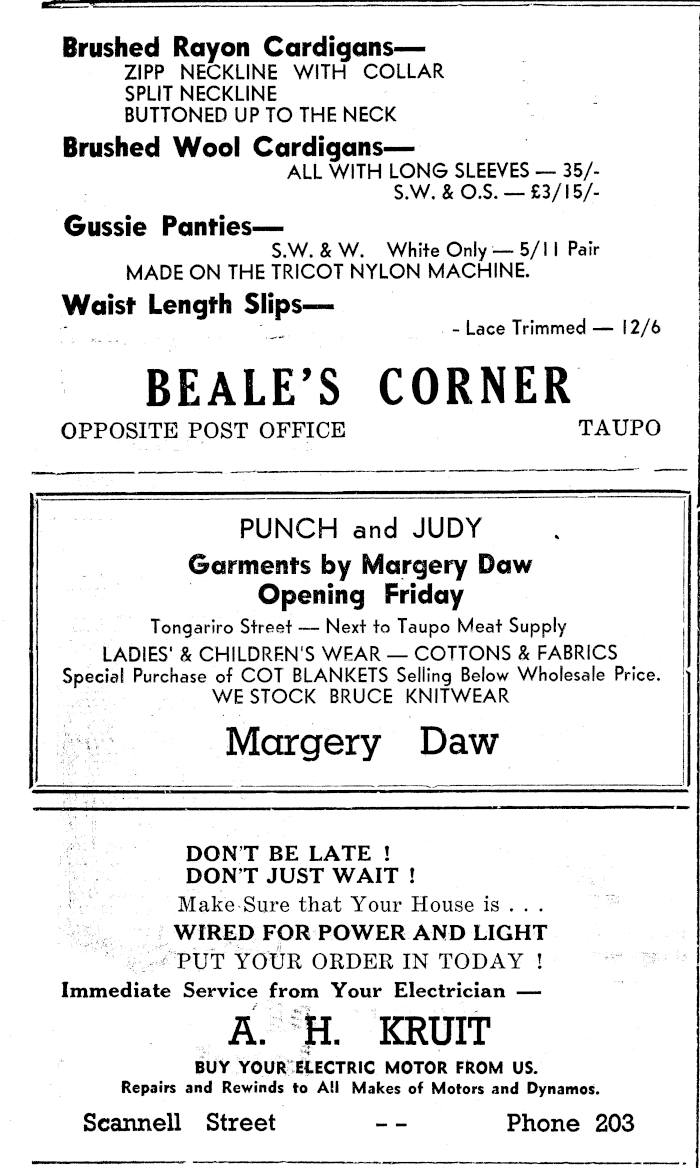 Brushed Rayon Cardigans—
ZIPP NECKLINE WITH COLLAR
SPLIT NECKLINE
BUTTONED UP TO THE NECK
Brushed Wool Cardigans—
ALL WITH LONG SLEEVES — 35/-
S.W. & O.S. — £3/15/-
Gussie Panties—
S.W. & W. White Only — 5/11 Pair
MADE ON THE TRICOT NYLON MACHINE.
Waist Length Slips—
- Lace Trimmed — 12/6
BEALE'S CORNER
OPPOSITE POST OFFICE TAUPO
PUNCH and JUDY
Garments by Margery Daw
Opening Friday
Tongariro Street — Next to Taupo Meat Supply
LADIES' & CHILDREN'S WEAR — COTTONS & FABRICS
Special Purchase of COT BLANKETS Selling Below Wholesale Price.
WE STOCK BRUCE KNITWEAR
Margery Daw
DON'T BE LATE !
DON'T JUST WAIT !
Make Sure that Your House is . . .
WIRED FOR POWER AND LIGHT
PUT YOUR ORDER IN TODAY !
Immediate Service from Your Electrician —
A. H. KRUIT
BUY YOUR ELECTRIC MOTOR FROM US.
Repairs and Rewinds to All Makes of Motors and Dynamos.
Scannell Street -- Phone 203